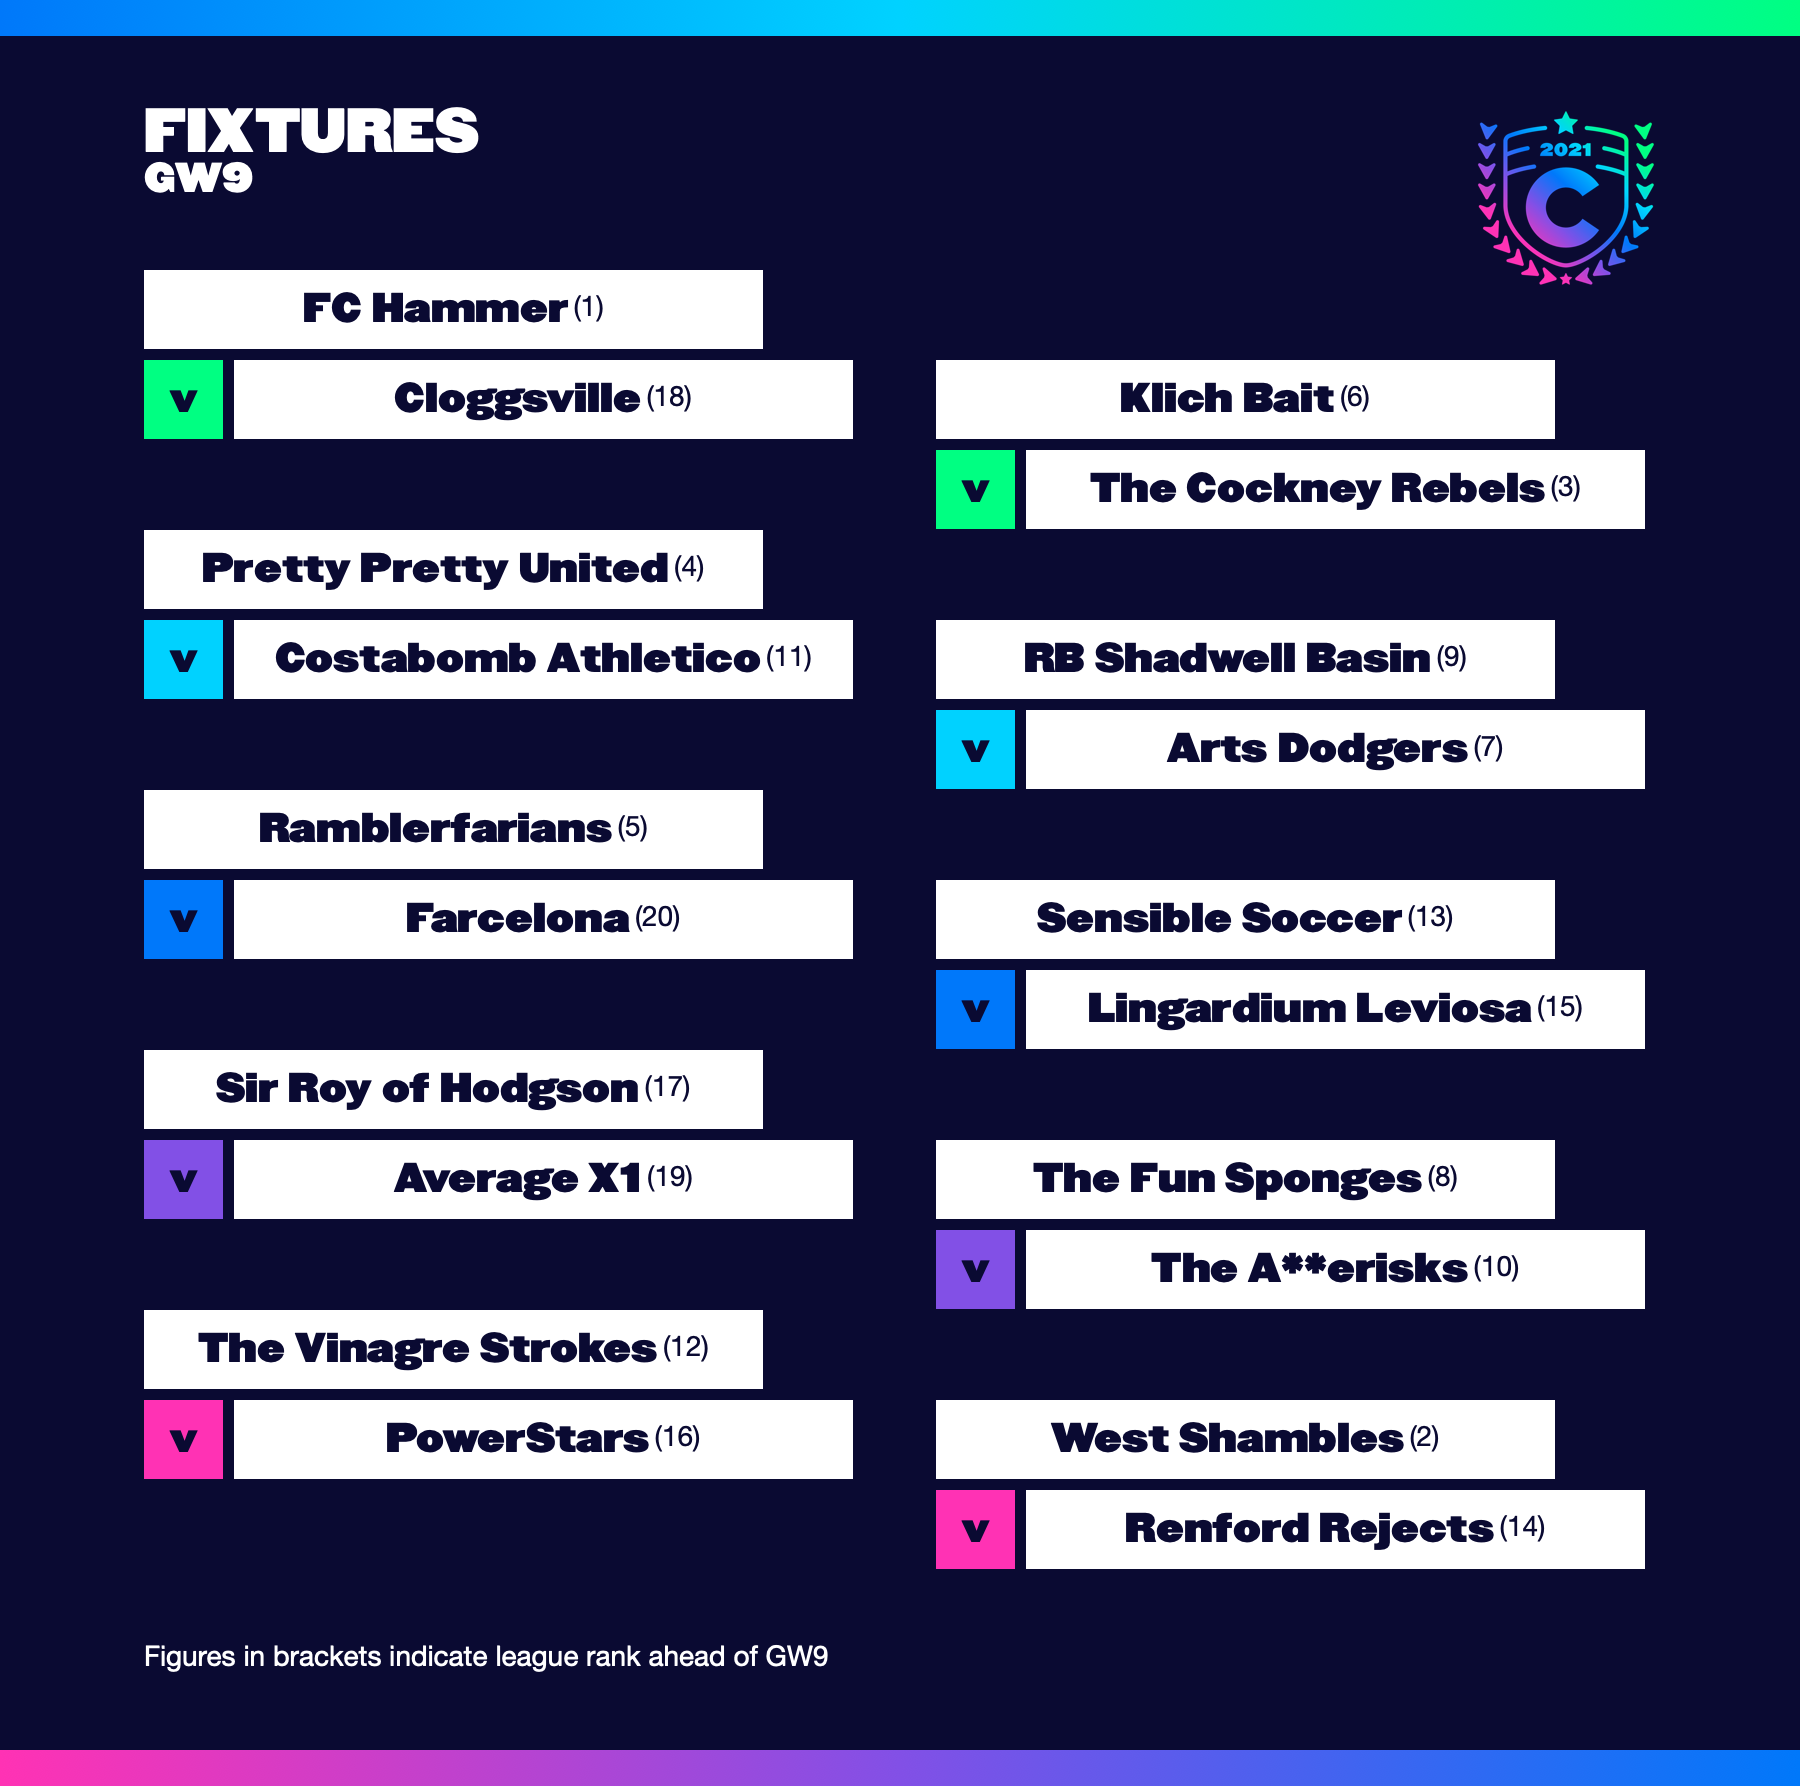 FIXTURES
GW9
2021
C
FC Hammer (1)
v Cloggsville (18)
Pretty Pretty United (4)
v Costabomb Athletico (11)
Ramblerfarians (5)
v Farcelona (20)
Sir Roy of Hodgson (17)
v Average X1 (19)
The Vinagre Strokes (12)
v PowerStars (16)
Klich Bait (6)
v The Cockney Rebels (3)
RB Shadwell Basin (9)
v Arts Dodgers (7)
Sensible Soccer (13)
v Lingardium Leviosa (15)
The Fun Sponges (8)
v The A**erisks (10)
West Shambles (2)
v Renford Rejects (14)
Figures in brackets indicate league rank ahead of GW9